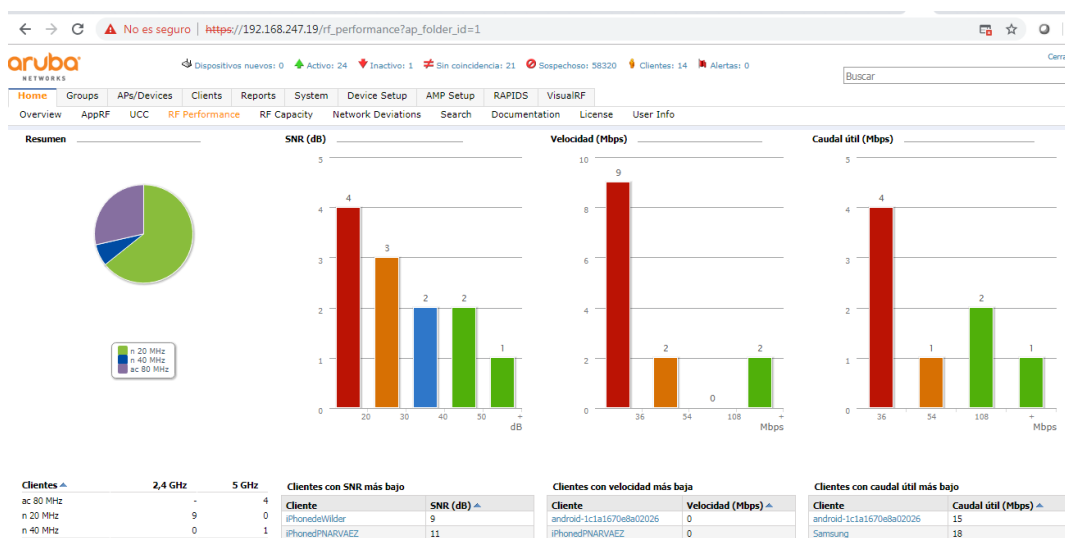 No es seguro | https://192.168.247.19/rf_performance?ap_folder_id=1
aruba
NETWORKS
Dispositivos nuevos: 0 Activo: 24 Inactivo: 1 Sin coincidencia: 21 Sospechoso: 58320 Clientes: 14 Alertas: 0
Cerra
Buscar
Home Groups APs/Devices Clients Reports System Device Setup AMP Setup RAPIDS VisualRF
Overview AppRF UCC RF Performance RF Capacity Network Deviations Search Documentation License User Info
Resumen
n 20 MHz
n 40 MHz
ac 80 MHz
SNR (dB)
5
4
3
2
1
0
4
3
2
2
1
20 30 40 50 +
dB
Velocidad (Mbps)
10
8
6
4
2
0
9
2
0
2
36 54 108 +
Mbps
Caudal útil (Mbps)
5
4
3
2
1
0
4
1
2
1
36 54 108 +
Mbps
Clientes 2,4 GHz 5 GHz
ac 80 MHz - 4
n 20 MHz 9 0
n 40 MHz 0 1
Clientes con SNR más bajo
Cliente SNR (dB)
iPhonedeWilder 9
iPhonedPNARVAEZ 11
Clientes con velocidad más baja
Cliente Velocidad (Mbps)
android-1c1a1670e8a02026 0
iPhonedPNARVAEZ 0
Clientes con caudal útil más bajo
Cliente Caudal útil (Mbps)
android-1c1a1670e8a02026 15
Samsung 18